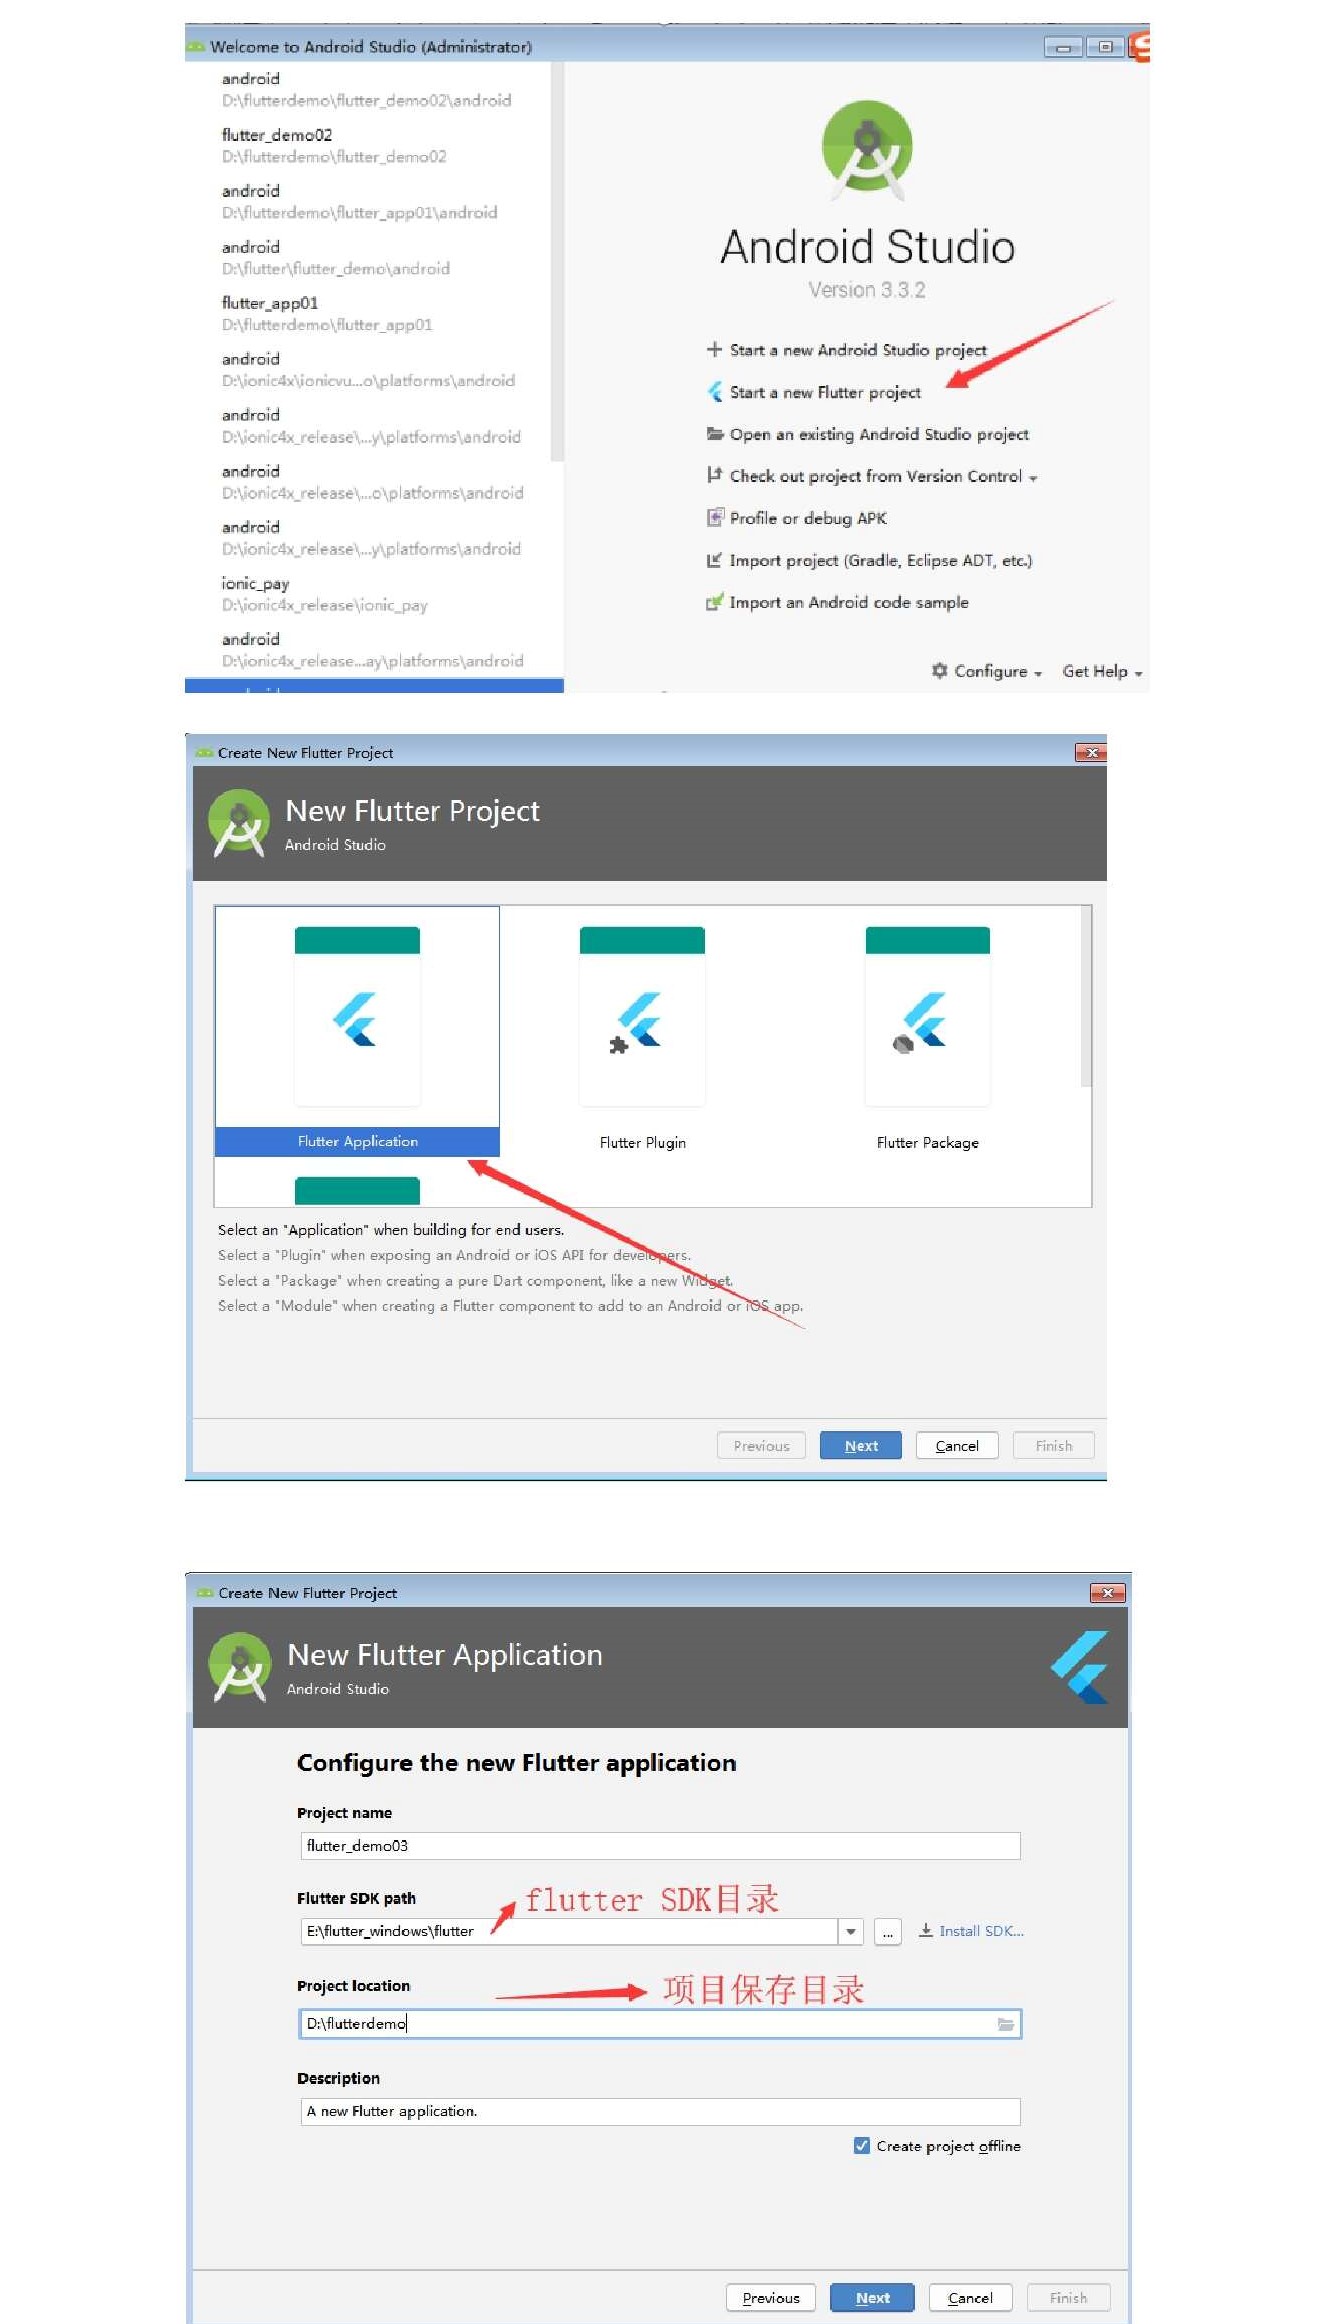 Welcome to Android Studio (Administrator)
android
D:\flutterdemo\flutter_demo02\android
flutter_demo02
D:\flutterdemo\flutter_demo02
android
D:\flutterdemo\flutter_app01\android
android
D:\flutter\flutter_demo\android
flutter_app01
D:\flutterdemo\flutter_app01
android
D:\ionic4x\ionicvu...o\platforms\android
android
D:\ionic4x_release\...y\platforms\android
android
D:\ionic4x_release\...o\platforms\android
android
D:\ionic4x_release\...y\platforms\android
ionic_pay
D:\ionic4x_release\ionic_pay
android
D:\ionic4x_release...ay\platforms\android
Android Studio
Version 3.3.2
Start a new Android Studio project
Start a new Flutter project
Open an existing Android Studio project
Check out project from Version Control
Profile or debug APK
Import project (Gradle, Eclipse ADT, etc.)
Import an Android code sample
Configure Get Help
Create New Flutter Project
New Flutter Project
Android Studio
Flutter Application
Flutter Plugin
Flutter Package
Select an "Application" when building for end users.
Select a "Plugin" when exposing an Android or iOS API for developers.
Select a "Package" when creating a pure Dart component, like a new Widget.
Select a "Module" when creating a Flutter component to add to an Android or iOS app.
Previous Next Cancel Finish
Create New Flutter Project
New Flutter Application
Android Studio
Configure the new Flutter application
Project name
flutter_demo03
Flutter SDK path
flutter SDK目录
E:\flutter_windows\flutter
... Install SDK...
Project location
项目保存目录
D:\flutterdemo
Description
A new Flutter application.
Create project offline
Previous Next Cancel Finish